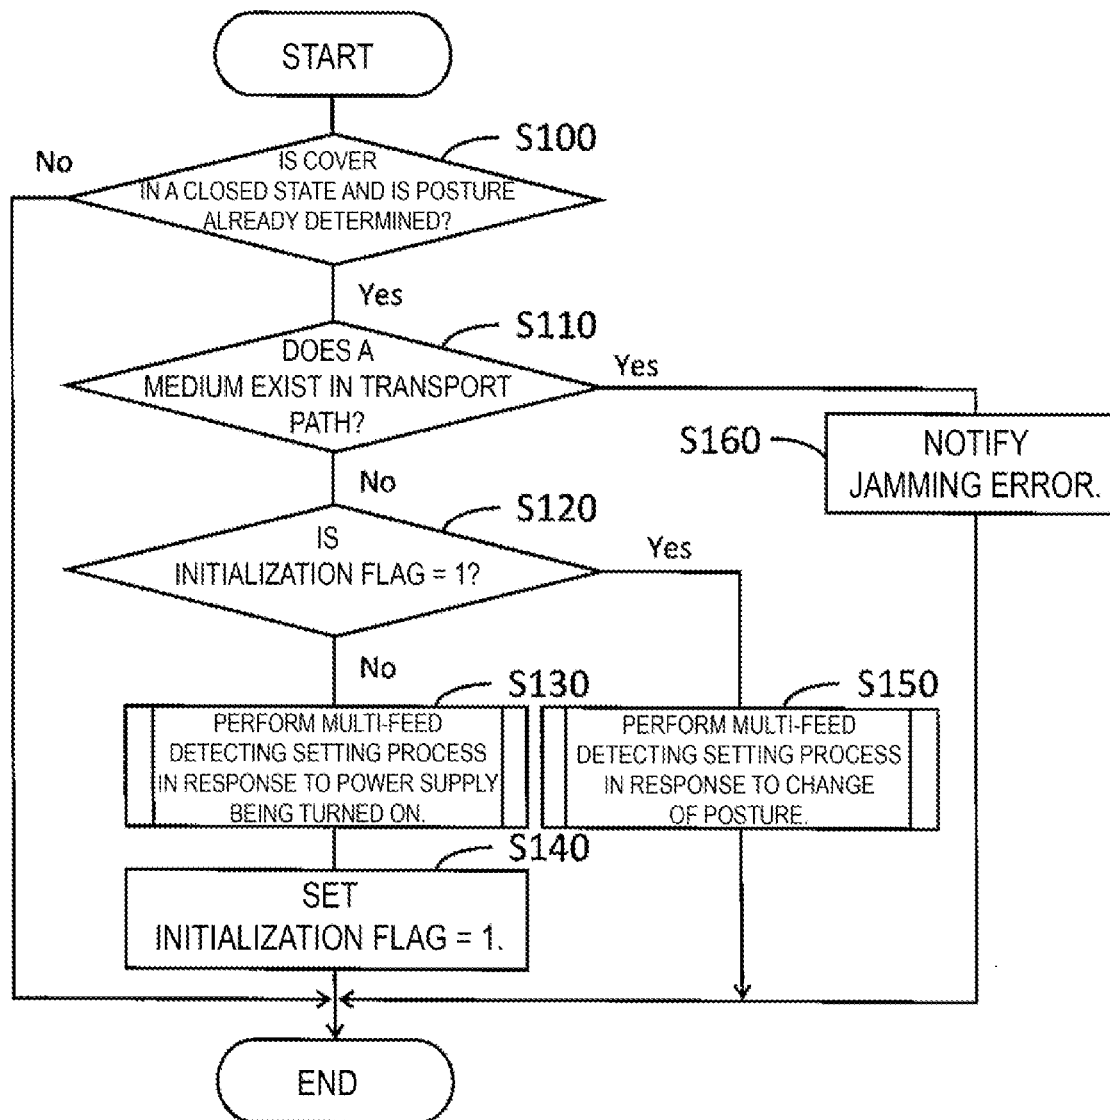 START
S100
No
IS COVER
IN A CLOSED STATE AND IS POSTURE
ALREADY DETERMINED?
Yes
S110
DOES A
MEDIUM EXIST IN TRANSPORT
PATH?
Yes
S160
NOTIFY
JAMMING ERROR.
No
S120
IS
INITIALIZATION FLAG = 1?
Yes
No
S130
PERFORM MULTI-FEED
DETECTING SETTING PROCESS
IN RESPONSE TO POWER SUPPLY
BEING TURNED ON.
S150
PERFORM MULTI-FEED
DETECTING SETTING PROCESS
IN RESPONSE TO CHANGE
OF POSTURE.
S140
SET
INITIALIZATION FLAG = 1.
END